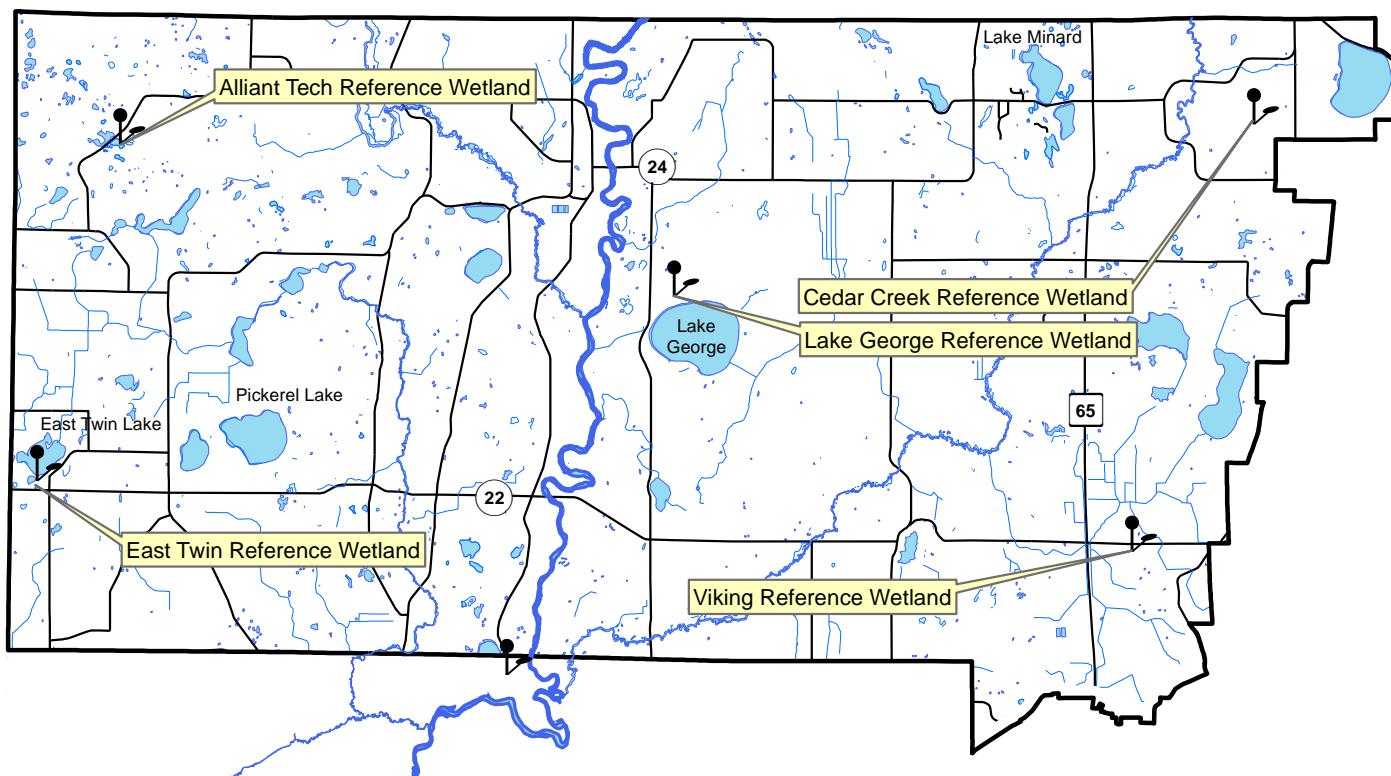 Lake Minard
Alliant Tech Reference Wetland
24
Cedar Creek Reference Wetland
Lake
George
Lake George Reference Wetland
Pickerel Lake
65
East Twin Lake
22
East Twin Reference Wetland
Viking Reference Wetland